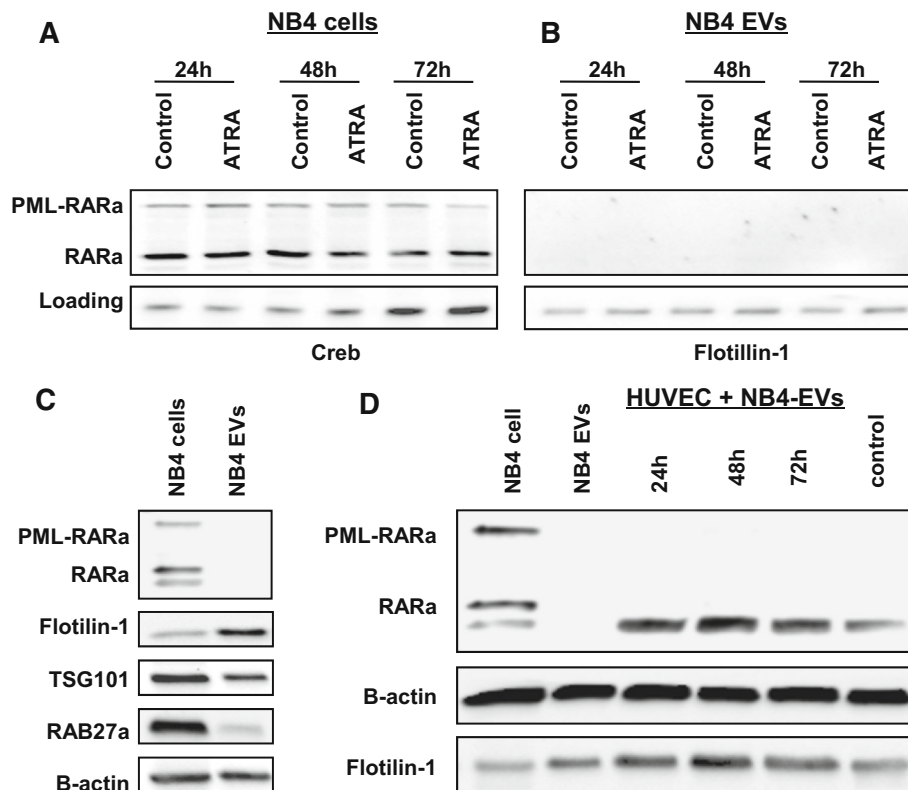 A
NB4 cells
24h 48h 72h
Control ATRA Control ATRA Control ATRA
PML-RARa
RARa
Loading
Creb
B
NB4 EVs
24h 48h 72h
Control ATRA Control ATRA Control ATRA
Flotillin-1
C
NB4 cells NB4 EVs
PML-RARa
RARa
Flotilin-1
TSG101
RAB27a
B-actin
D
HUVEC + NB4-EVs
NB4 cell NB4 EVs 24h 48h 72h control
PML-RARa
RARa
B-actin
Flotilin-1